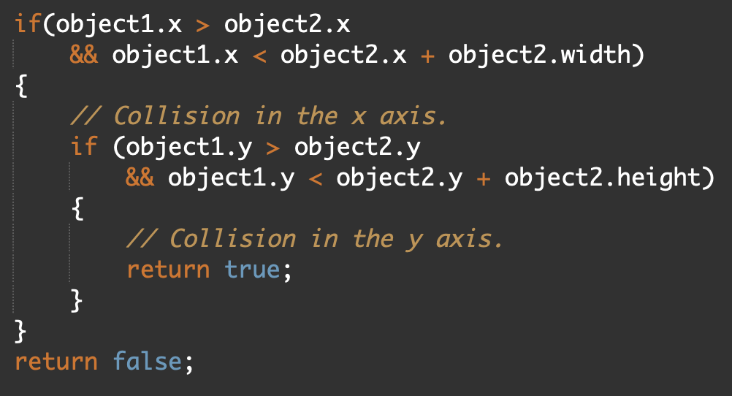 if(object1.x > object2.x
    && object1.x < object2.x + object2.width)
{
    // Collision in the x axis.
    if (object1.y > object2.y
        && object1.y < object2.y + object2.height)
    {
        // Collision in the y axis.
        return true;
    }
}
return false;